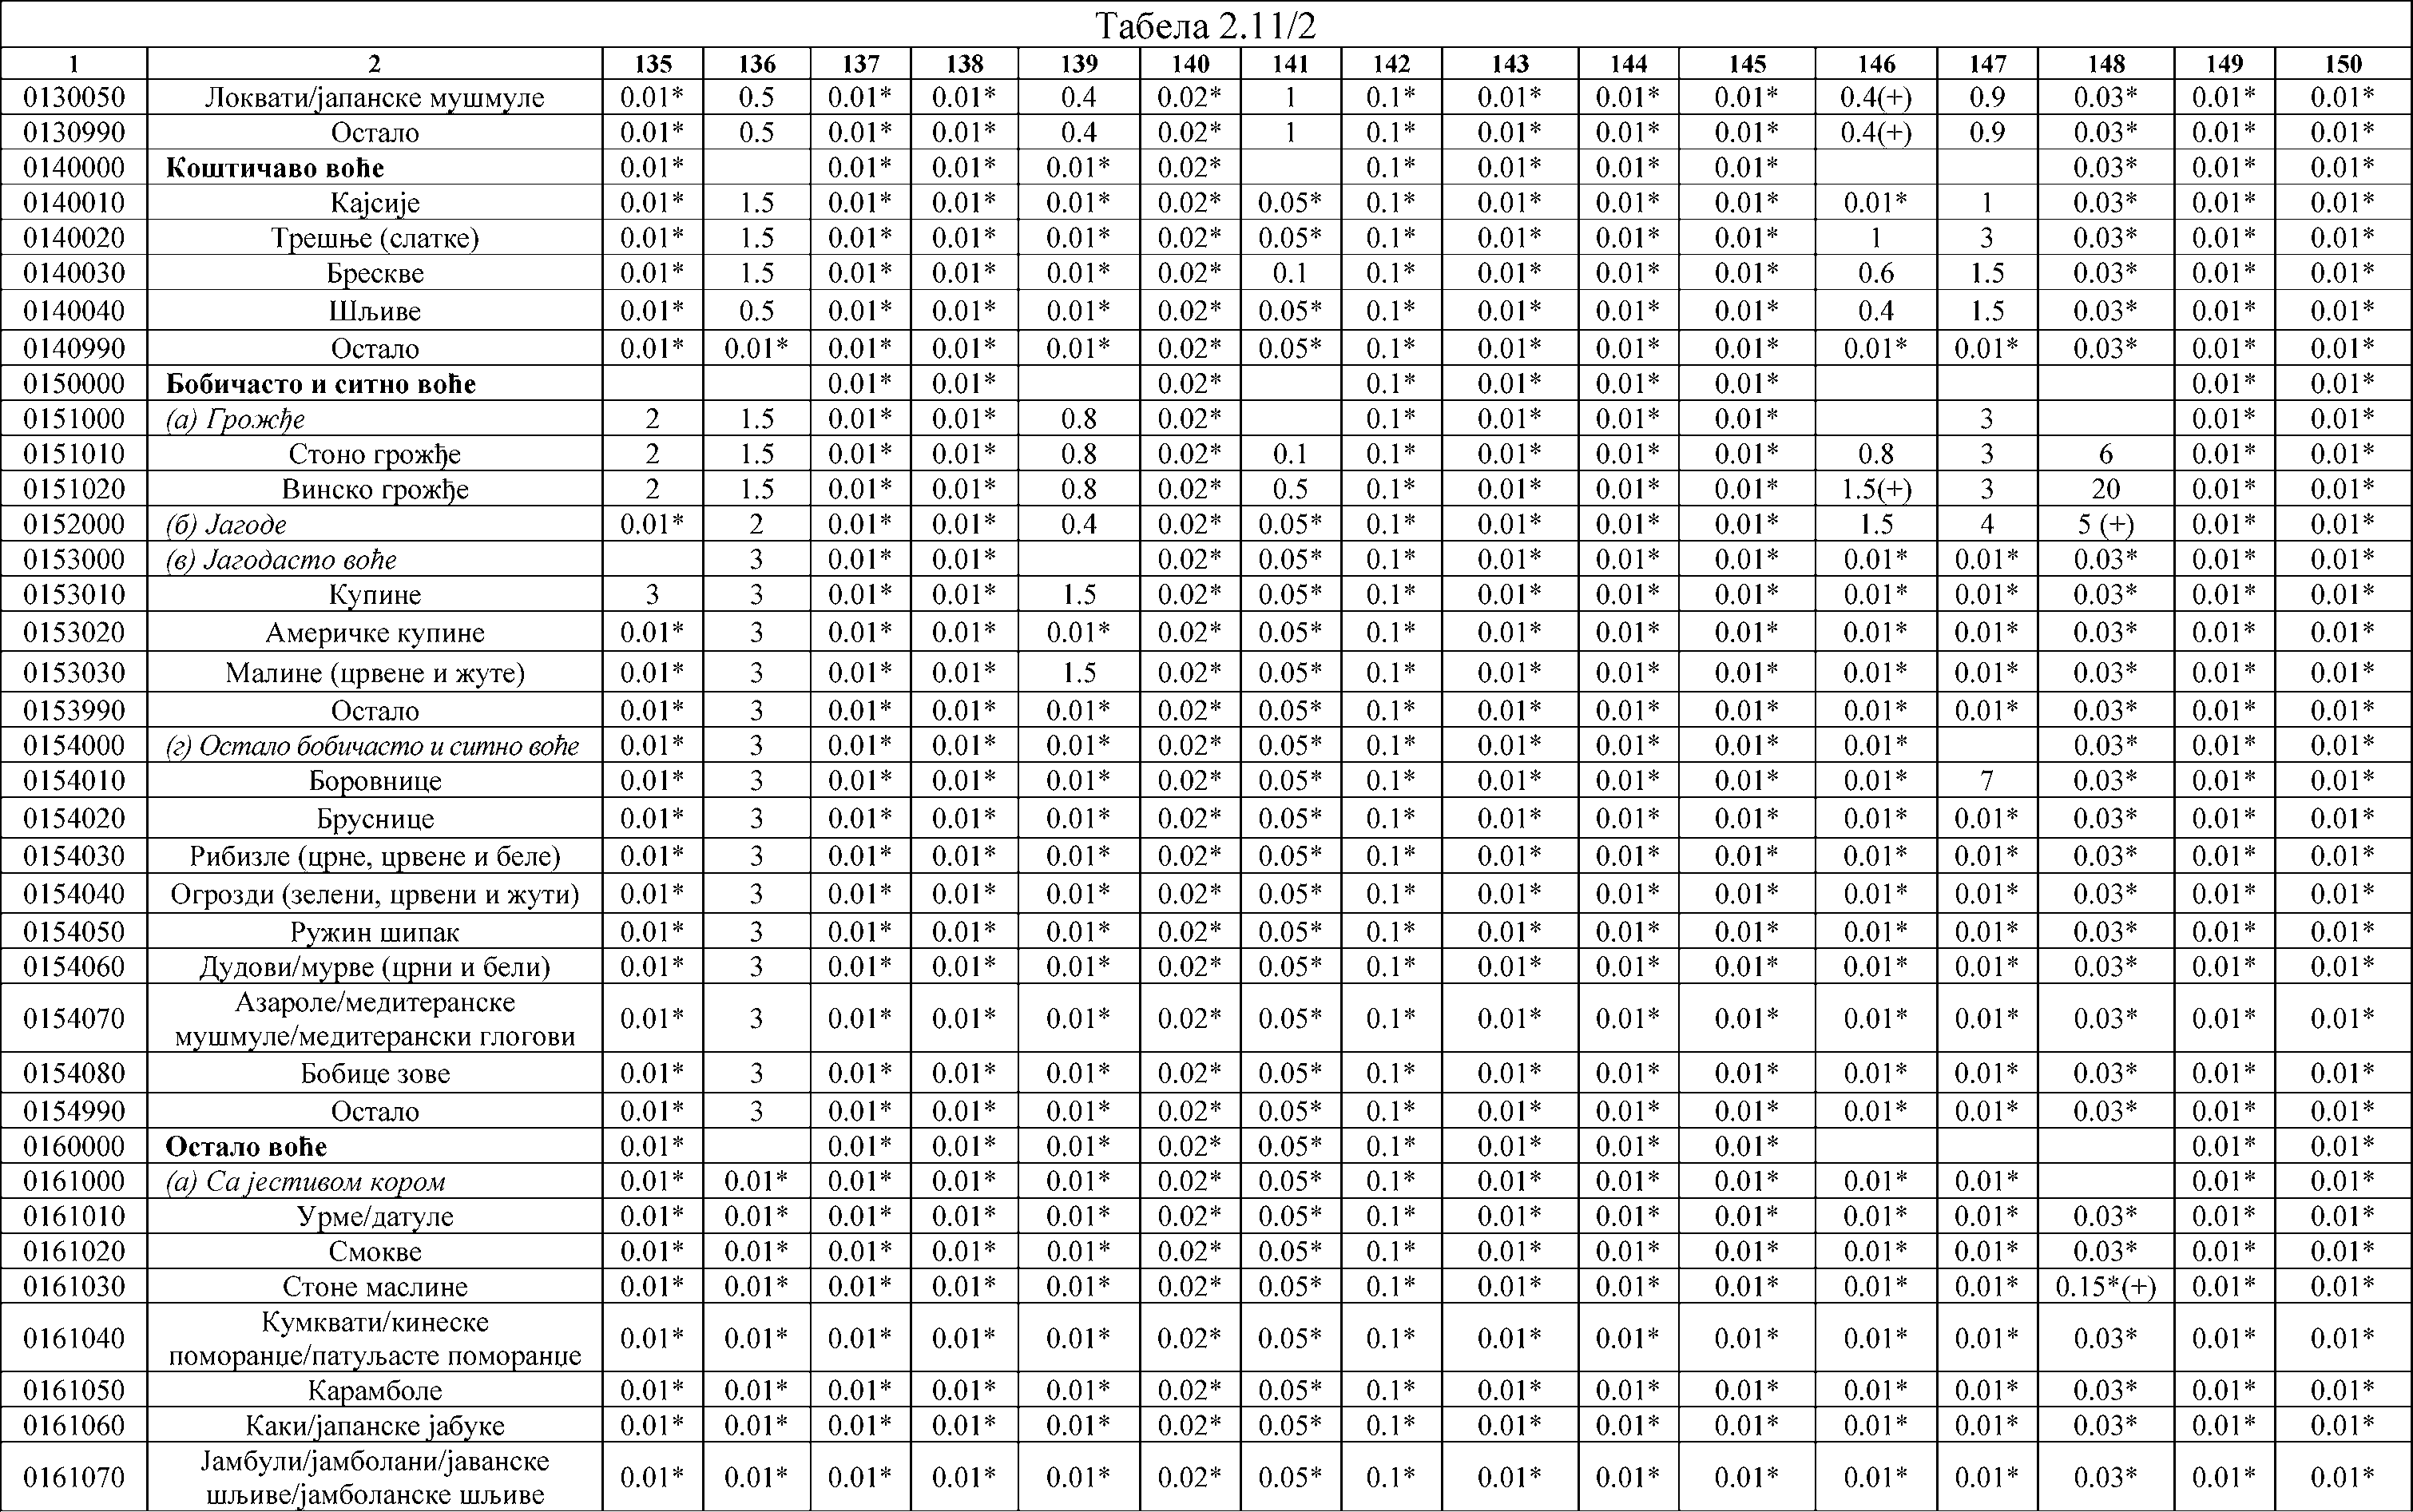 Табела 2.11/2
1 2 135 136 137 138 139 140 141 142 143 144 145 146 147 148 149 150
0130050 Локвати/јапанске мушмуле 0.01* 0.5 0.01* 0.01* 0.4 0.02* 1 0.1* 0.01* 0.01* 0.01* 0.4(+) 0.9 0.03* 0.01* 0.01*
0130990 Остало 0.01* 0.5 0.01* 0.01* 0.4 0.02* 1 0.1* 0.01* 0.01* 0.01* 0.4(+) 0.9 0.03* 0.01* 0.01*
0140000 Коштичаво воће 0.01* 0.01* 0.01* 0.01* 0.02* 0.1* 0.01* 0.01* 0.01* 0.03* 0.01* 0.01*
0140010 Кајсије 0.01* 1.5 0.01* 0.01* 0.01* 0.02* 0.05* 0.1* 0.01* 0.01* 0.01* 0.01* 1 0.03* 0.01* 0.01*
0140020 Трешње (слатке) 0.01* 1.5 0.01* 0.01* 0.01* 0.02* 0.05* 0.1* 0.01* 0.01* 0.01* 1 3 0.03* 0.01* 0.01*
0140030 Брескве 0.01* 1.5 0.01* 0.01* 0.01* 0.02* 0.1 0.1* 0.01* 0.01* 0.01* 0.6 1.5 0.03* 0.01* 0.01*
0140040 Шљиве 0.01* 0.5 0.01* 0.01* 0.01* 0.02* 0.05* 0.1* 0.01* 0.01* 0.01* 0.4 1.5 0.03* 0.01* 0.01*
0140990 Остало 0.01* 0.01* 0.01* 0.01* 0.01* 0.02* 0.05* 0.1* 0.01* 0.01* 0.01* 0.01* 0.01* 0.03* 0.01* 0.01*
0150000 Бобичасто и ситно воће 0.01* 0.01* 0.02* 0.1* 0.01* 0.01* 0.01* 0.01* 0.01*
0151000 (а) Грожђе 2 1.5 0.01* 0.01* 0.8 0.02* 0.1* 0.01* 0.01* 0.01* 3 0.01* 0.01*
0151010 Стоно грожђе 2 1.5 0.01* 0.01* 0.8 0.02* 0.1 0.1* 0.01* 0.01* 0.01* 0.8 3 6 0.01* 0.01*
0151020 Винско грожђе 2 1.5 0.01* 0.01* 0.8 0.02* 0.5 0.1* 0.01* 0.01* 0.01* 1.5(+) 3 20 0.01* 0.01*
0152000 (б) Јагоде 0.01* 2 0.01* 0.01* 0.4 0.02* 0.05* 0.1* 0.01* 0.01* 0.01* 1.5 4 5 (+) 0.01* 0.01*
0153000 (в) Јагодасто воће 3 0.01* 0.01* 0.02* 0.05* 0.1* 0.01* 0.01* 0.01* 0.01* 0.01* 0.03* 0.01* 0.01*
0153010 Купине 3 3 0.01* 0.01* 1.5 0.02* 0.05* 0.1* 0.01* 0.01* 0.01* 0.01* 0.01* 0.03* 0.01* 0.01*
0153020 Америчке купине 0.01* 3 0.01* 0.01* 0.01* 0.02* 0.05* 0.1* 0.01* 0.01* 0.01* 0.01* 0.01* 0.03* 0.01* 0.01*
0153030 Малине (црвене и жуте) 0.01* 3 0.01* 0.01* 1.5 0.02* 0.05* 0.1* 0.01* 0.01* 0.01* 0.01* 0.01* 0.03* 0.01* 0.01*
0153990 Остало 0.01* 3 0.01* 0.01* 0.01* 0.02* 0.05* 0.1* 0.01* 0.01* 0.01* 0.01* 0.01* 0.03* 0.01* 0.01*
0154000 (г) Остало бобичасто и ситно воће 0.01* 3 0.01* 0.01* 0.01* 0.02* 0.05* 0.1* 0.01* 0.01* 0.01* 0.01* 0.03* 0.01* 0.01*
0154010 Боровнице 0.01* 3 0.01* 0.01* 0.01* 0.02* 0.05* 0.1* 0.01* 0.01* 0.01* 0.01* 7 0.03* 0.01* 0.01*
0154020 Бруснице 0.01* 3 0.01* 0.01* 0.01* 0.02* 0.05* 0.1* 0.01* 0.01* 0.01* 0.01* 0.01* 0.03* 0.01* 0.01*
0154030 Рибизле (црне, црвене и беле) 0.01* 3 0.01* 0.01* 0.01* 0.02* 0.05* 0.1* 0.01* 0.01* 0.01* 0.01* 0.01* 0.03* 0.01* 0.01*
0154040 Огрозди (зелени, црвени и жути) 0.01* 3 0.01* 0.01* 0.01* 0.02* 0.05* 0.1* 0.01* 0.01* 0.01* 0.01* 0.01* 0.03* 0.01* 0.01*
0154050 Ружин шипак 0.01* 3 0.01* 0.01* 0.01* 0.02* 0.05* 0.1* 0.01* 0.01* 0.01* 0.01* 0.01* 0.03* 0.01* 0.01*
0154060 Дудови/мурве (црни и бели) 0.01* 3 0.01* 0.01* 0.01* 0.02* 0.05* 0.1* 0.01* 0.01* 0.01* 0.01* 0.01* 0.03* 0.01* 0.01*
Азароле/медитеранске
0154070 мушмуле/медитерански глогови 0.01* 3 0.01* 0.01* 0.01* 0.02* 0.05* 0.1* 0.01* 0.01* 0.01* 0.01* 0.01* 0.03* 0.01* 0.01*
0154080 Бобице зове 0.01* 3 0.01* 0.01* 0.01* 0.02* 0.05* 0.1* 0.01* 0.01* 0.01* 0.01* 0.01* 0.03* 0.01* 0.01*
0154990 Остало 0.01* 3 0.01* 0.01* 0.01* 0.02* 0.05* 0.1* 0.01* 0.01* 0.01* 0.01* 0.01* 0.03* 0.01* 0.01*
0160000 Остало воће 0.01* 0.01* 0.01* 0.01* 0.02* 0.05* 0.1* 0.01* 0.01* 0.01* 0.01* 0.01*
0161000 (а) Са јестивом кором 0.01* 0.01* 0.01* 0.01* 0.01* 0.02* 0.05* 0.1* 0.01* 0.01* 0.01* 0.01* 0.01* 0.01* 0.01*
0161010 Урме/датуле 0.01* 0.01* 0.01* 0.01* 0.01* 0.02* 0.05* 0.1* 0.01* 0.01* 0.01* 0.01* 0.01* 0.03* 0.01* 0.01*
0161020 Смокве 0.01* 0.01* 0.01* 0.01* 0.01* 0.02* 0.05* 0.1* 0.01* 0.01* 0.01* 0.01* 0.01* 0.03* 0.01* 0.01*
0161030 Стоне маслине 0.01* 0.01* 0.01* 0.01* 0.01* 0.02* 0.05* 0.1* 0.01* 0.01* 0.01* 0.01* 0.01* 0.15*(+) 0.01* 0.01*
Кумквати/кинеске
0161040 поморанџе/патуљасте поморанџе 0.01* 0.01* 0.01* 0.01* 0.01* 0.02* 0.05* 0.1* 0.01* 0.01* 0.01* 0.01* 0.01* 0.03* 0.01* 0.01*
0161050 Карамболе 0.01* 0.01* 0.01* 0.01* 0.01* 0.02* 0.05* 0.1* 0.01* 0.01* 0.01* 0.01* 0.01* 0.03* 0.01* 0.01*
0161060 Каки/јапанске јабуке 0.01* 0.01* 0.01* 0.01* 0.01* 0.02* 0.05* 0.1* 0.01* 0.01* 0.01* 0.01* 0.01* 0.03* 0.01* 0.01*
Јамбули/јамболани/јаванске
0161070 шљиве/јамболанске шљиве 0.01* 0.01* 0.01* 0.01* 0.01* 0.02* 0.05* 0.1* 0.01* 0.01* 0.01* 0.01* 0.01* 0.03* 0.01* 0.01*